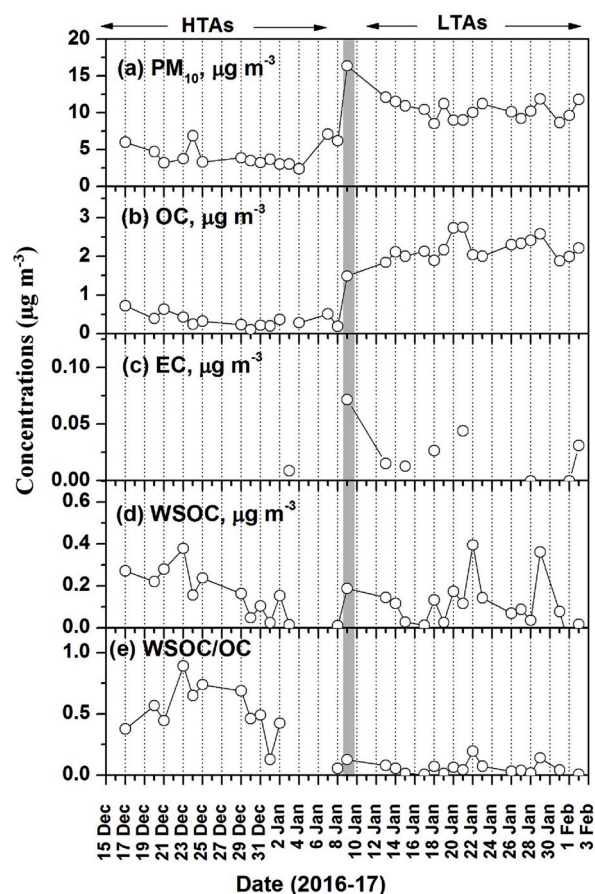 HTAs LTAs
20
(a) PM10, μg m-3
15
10
5
0
(b) OC, μg m-3
3
2
1
0
(c) EC, μg m-3
0.10
0.05
0.00
0.6
(d) WSOC, μg m-3
0.4
0.2
0.0
(e) WSOC/OC
1.0
0.5
0.0
Concentrations (μg m-3)
15 Dec
17 Dec
19 Dec
21 Dec
23 Dec
25 Dec
27 Dec
29 Dec
31 Dec
2 Jan
4 Jan
6 Jan
8 Jan
10 Jan
12 Jan
14 Jan
16 Jan
18 Jan
20 Jan
22 Jan
24 Jan
26 Jan
28 Jan
30 Jan
1 Feb
3 Feb
Date (2016-17)